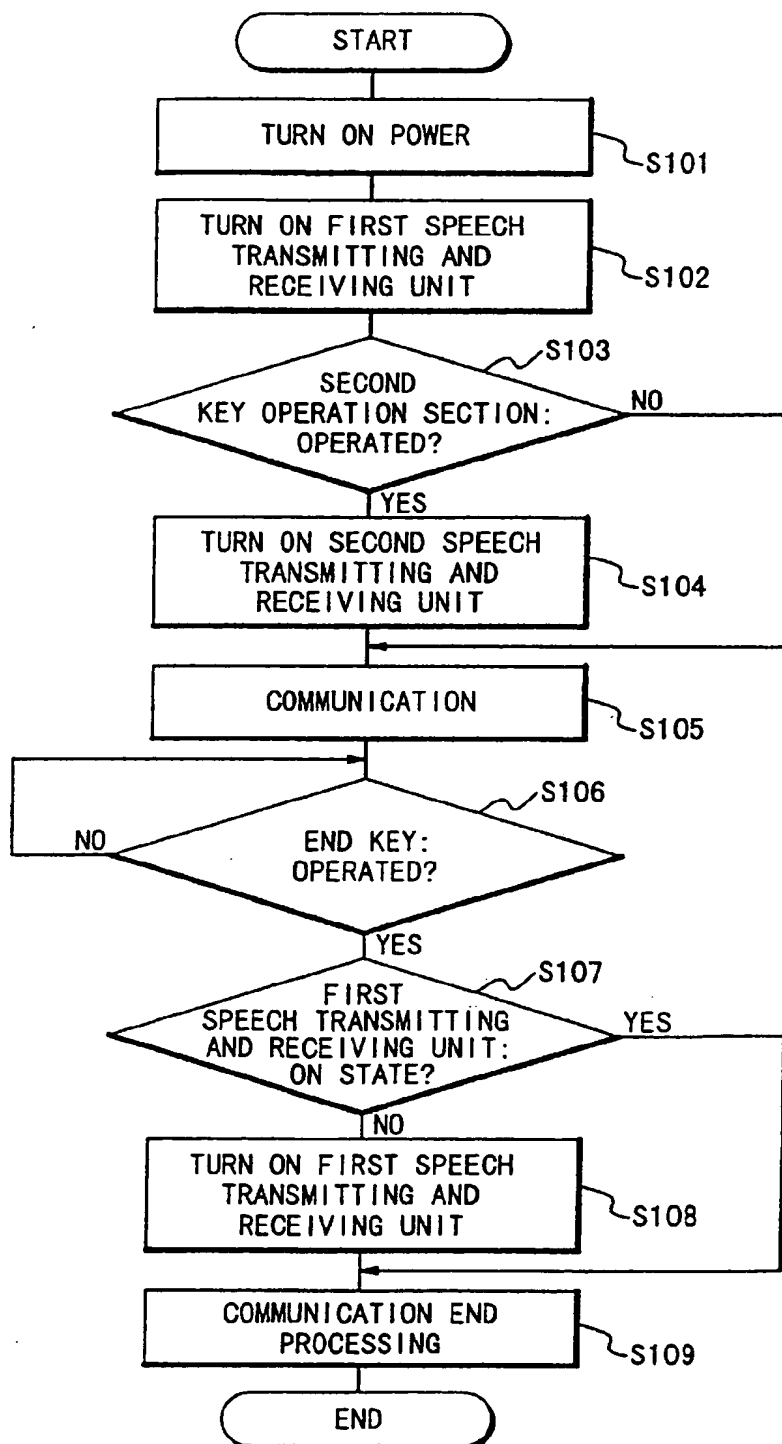 START
TURN ON POWER
S101
TURN ON FIRST SPEECH
TRANSMITTING AND
RECEIVING UNIT
S102
S103
SECOND
KEY OPERATION SECTION:
OPERATED?
NO
YES
TURN ON SECOND SPEECH
TRANSMITTING AND
RECEIVING UNIT
S104
COMMUNICATION
S105
S106
NO
END KEY:
OPERATED?
YES
S107
FIRST
SPEECH TRANSMITTING
AND RECEIVING UNIT:
ON STATE?
YES
NO
TURN ON FIRST SPEECH
TRANSMITTING AND
RECEIVING UNIT
S108
COMMUNICATION END
PROCESSING
S109
END